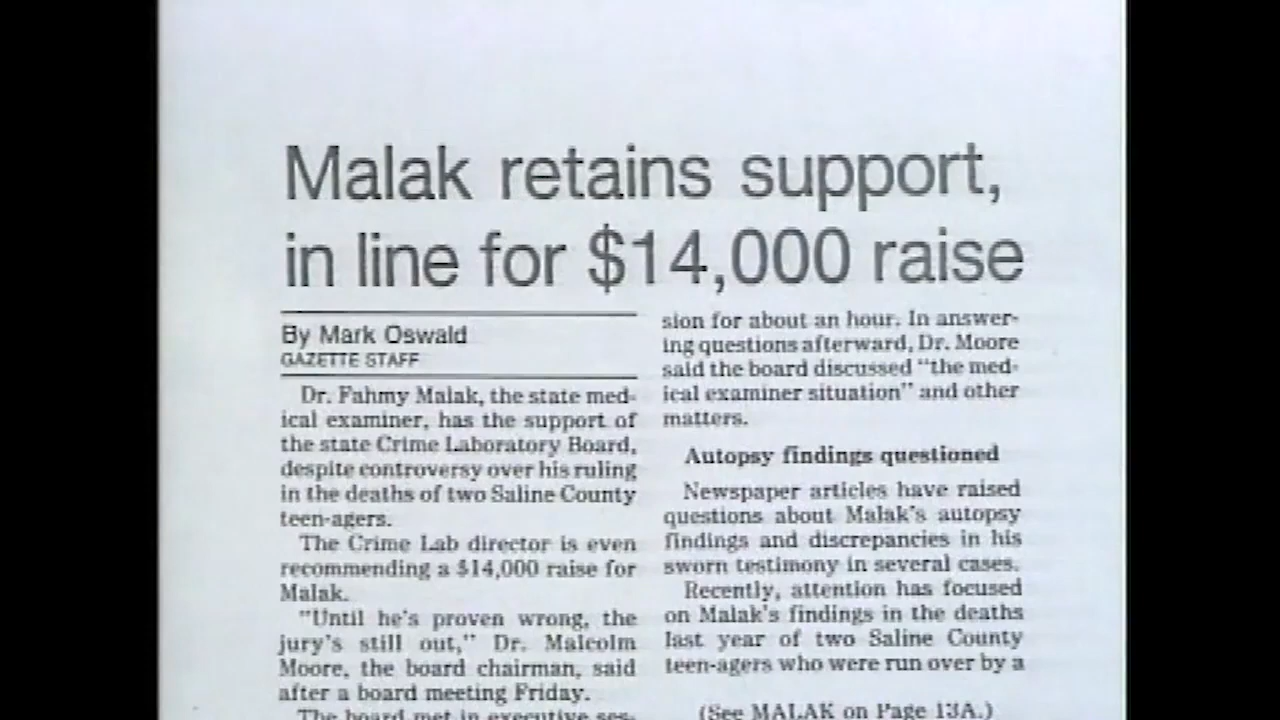 Malak retains support,
in line for $14,000 raise
By Mark Oswald
GAZETTE STAFF
Dr. Fahmy Malak, the state med-
ical examiner, has the support of
the state Crime Laboratory Board,
despite controversy over his ruling
in the deaths of two Saline County
teen-agers.
The Crime Lab director is even
recommending a $14,000 raise for
Malak.
"Until he's proven wrong, the
jury's still out," Dr. Malcolm
Moore, the board chairman, said
after a board meeting Friday.
The board met in executive ses-
sion for about an hour. In answer-
ing questions afterward, Dr. Moore
said the board discussed "the med-
ical examiner situation" and other
matters.
Autopsy findings questioned
Newspaper articles have raised
questions about Malak's autopsy
findings and discrepancies in his
sworn testimony in several cases.
Recently, attention has focused
on Malak's findings in the deaths
last year of two Saline County
teen-agers who were run over by a
(See MALAK on Page 13A.)